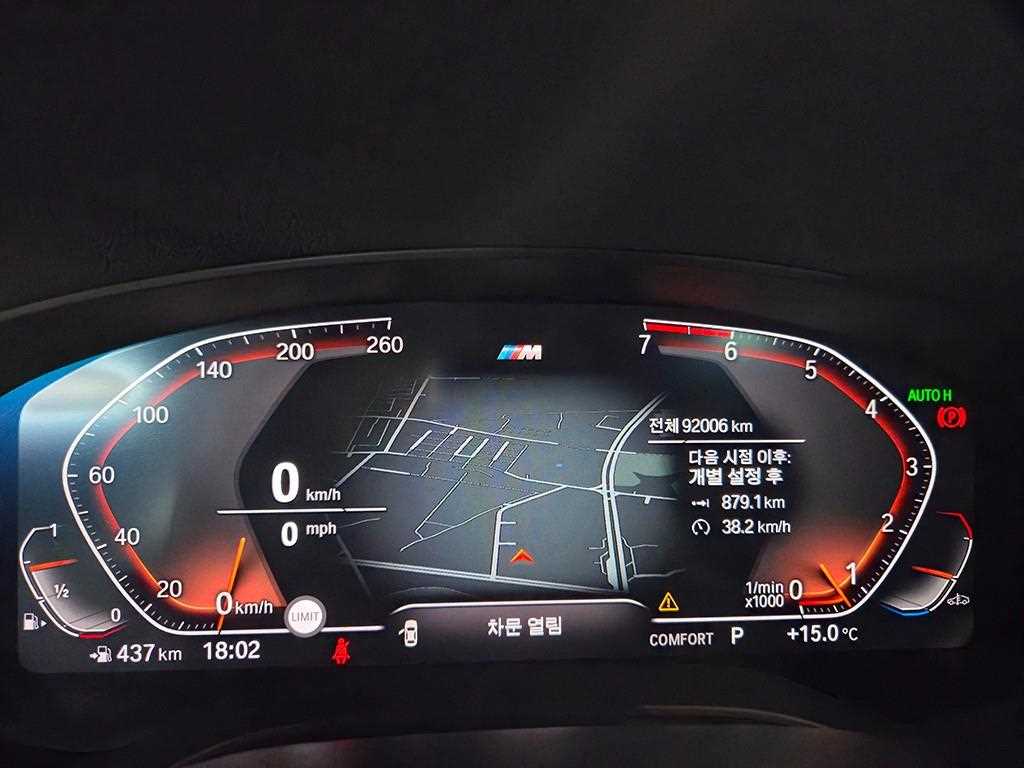 260
200
140
100
60
40
20
0 km/h
0 km/h
0 mph
LIMIT
1
1/2
0
437 km
18:02
M
차문 열림
전체 92006 km
다음 시점 이후:
개별 설정 후
879.1 km
38.2 km/h
7
6
5
4
3
2
1
0
1/min
x1000
COMFORT P
+15.0 °C
AUTO H
P